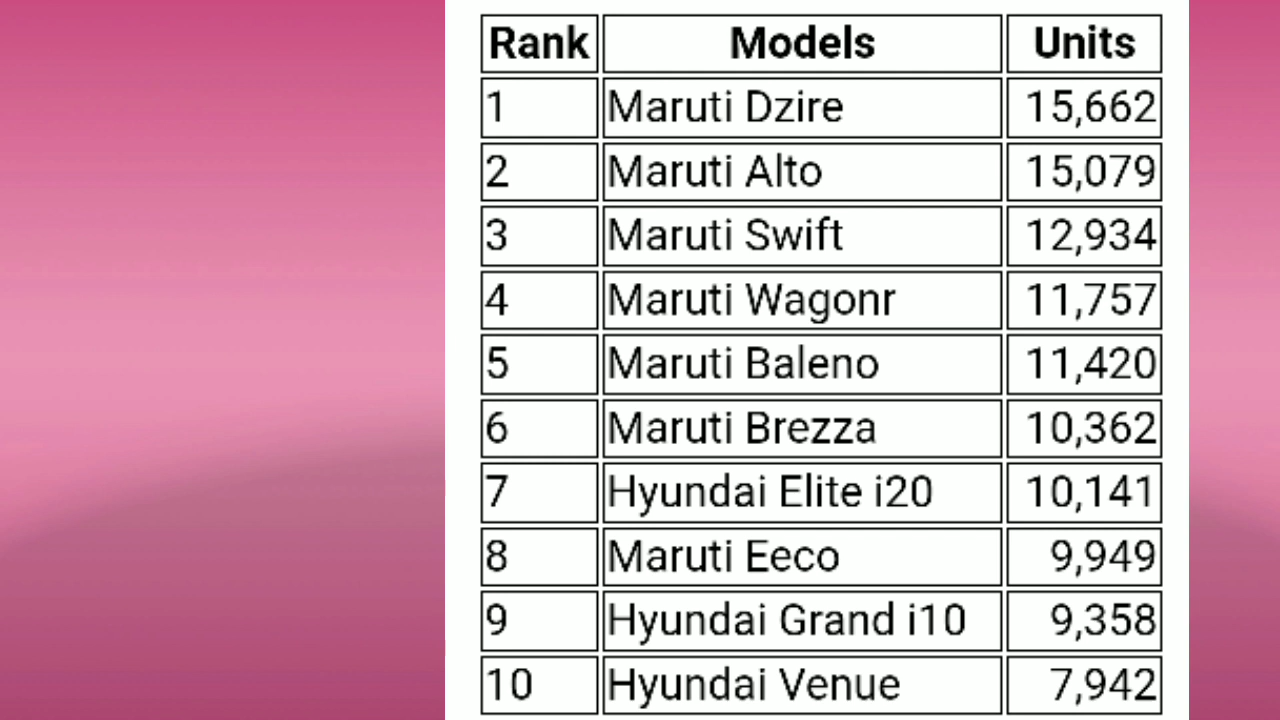 Rank Models Units
1 Maruti Dzire 15,662
2 Maruti Alto 15,079
3 Maruti Swift 12,934
4 Maruti Wagonr 11,757
5 Maruti Baleno 11,420
6 Maruti Brezza 10,362
7 Hyundai Elite i20 10,141
8 Maruti Eeco 9,949
9 Hyundai Grand i10 9,358
10 Hyundai Venue 7,942